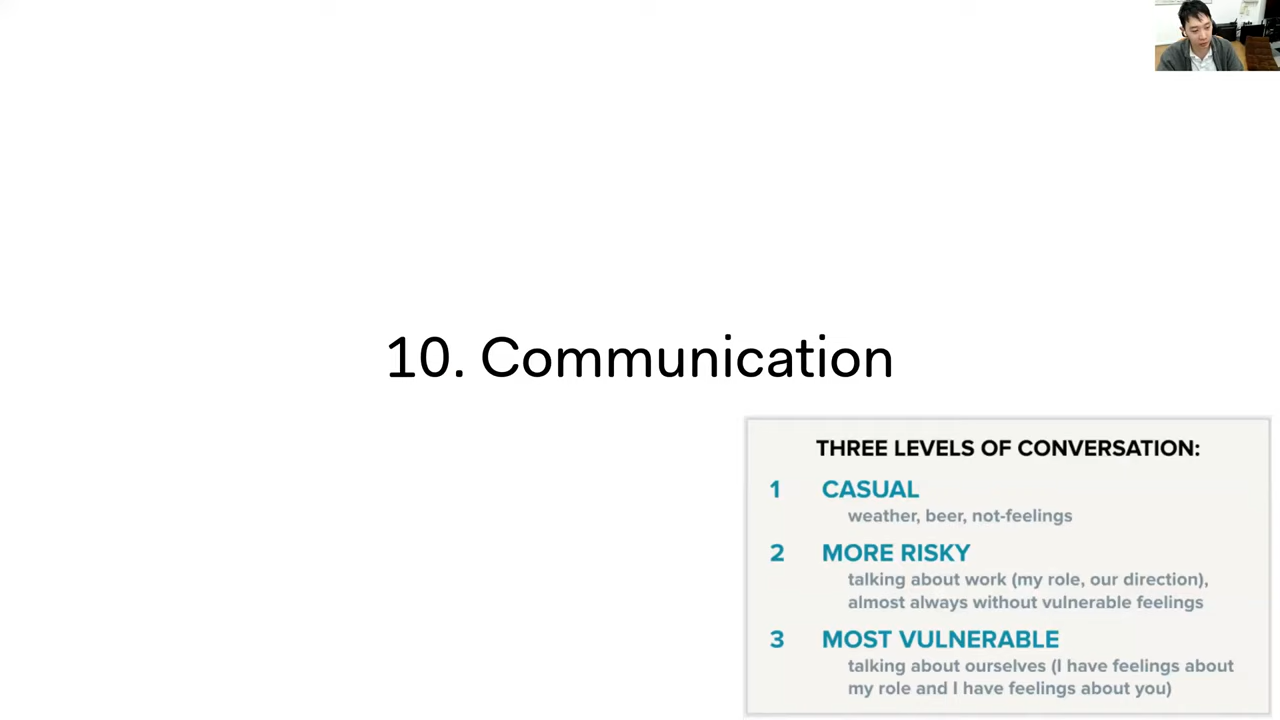 10. Communication
THREE LEVELS OF CONVERSATION:
1 CASUAL
weather, beer, not-feelings
2 MORE RISKY
talking about work (my role, our direction),
almost always without vulnerable feelings
3 MOST VULNERABLE
talking about ourselves (I have feelings about
my role and I have feelings about you)